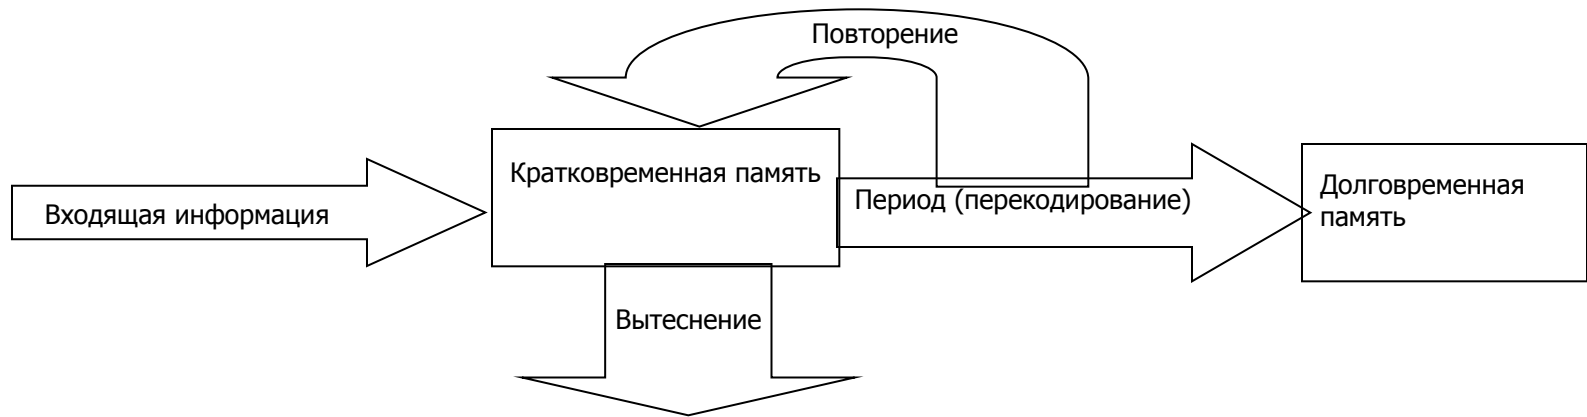 Повторение
Кратковременная память
Входящая информация
Период (перекодирование)
Долговременная
память
Вытеснение